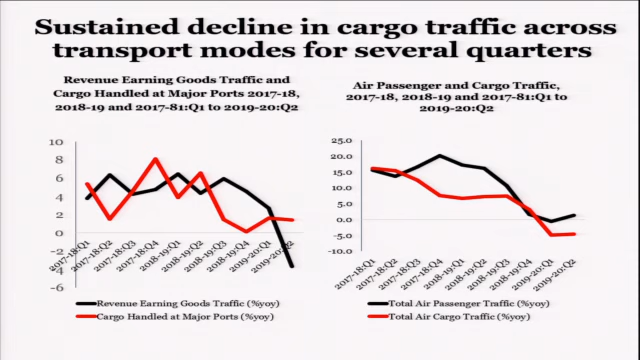 Sustained decline in cargo traffic across
transport modes for several quarters
Revenue Earning Goods Traffic and
Cargo Handled at Major Ports 2017-18,
2018-19 and 2017-81:Q1 to 2019-20:Q2
10
8
6
4
2
0
-2
-4
-6
2017-18:Q1
2017-18:Q2
2017-18:Q3
2017-18:Q4
2018-19:Q1
2018-19:Q2
2018-19:Q3
2018-19:Q4
2019-20:Q1
2019-20:Q2
Revenue Earning Goods Traffic (%yoy)
Cargo Handled at Major Ports (%yoy)
Air Passenger and Cargo Traffic,
2017-18, 2018-19 and 2017-81:Q1 to
2019-20:Q2
25.0
20.0
15.0
10.0
5.0
0.0
-5.0
-10.0
2017-18:Q1
2017-18:Q2
2017-18:Q3
2017-18:Q4
2018-19:Q1
2018-19:Q2
2018-19:Q3
2018-19:Q4
2019-20:Q1
2019-20:Q2
Total Air Passenger Traffic (%yoy)
Total Air Cargo Traffic (%yoy)